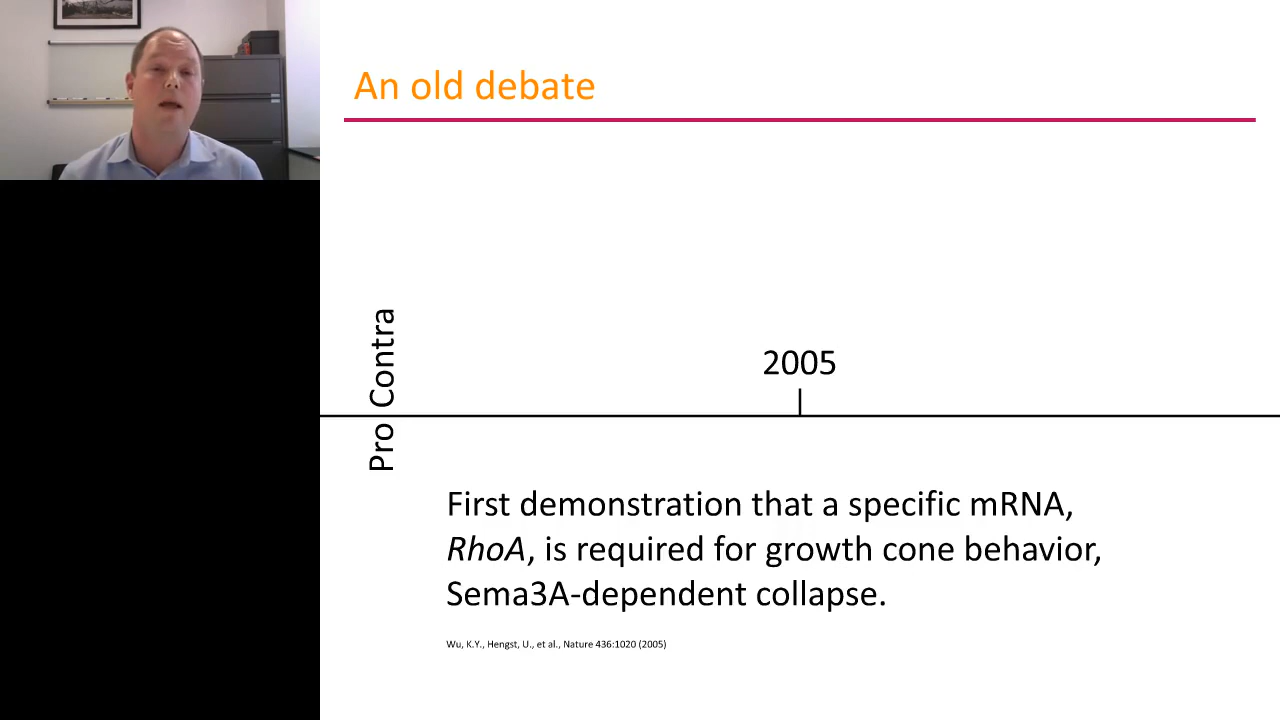 An old debate
Pro Contra
2005
First demonstration that a specific mRNA,
RhoA, is required for growth cone behavior,
Sema3A-dependent collapse.
Wu, K.Y., Hengst, U., et al., Nature 436:1020 (2005)